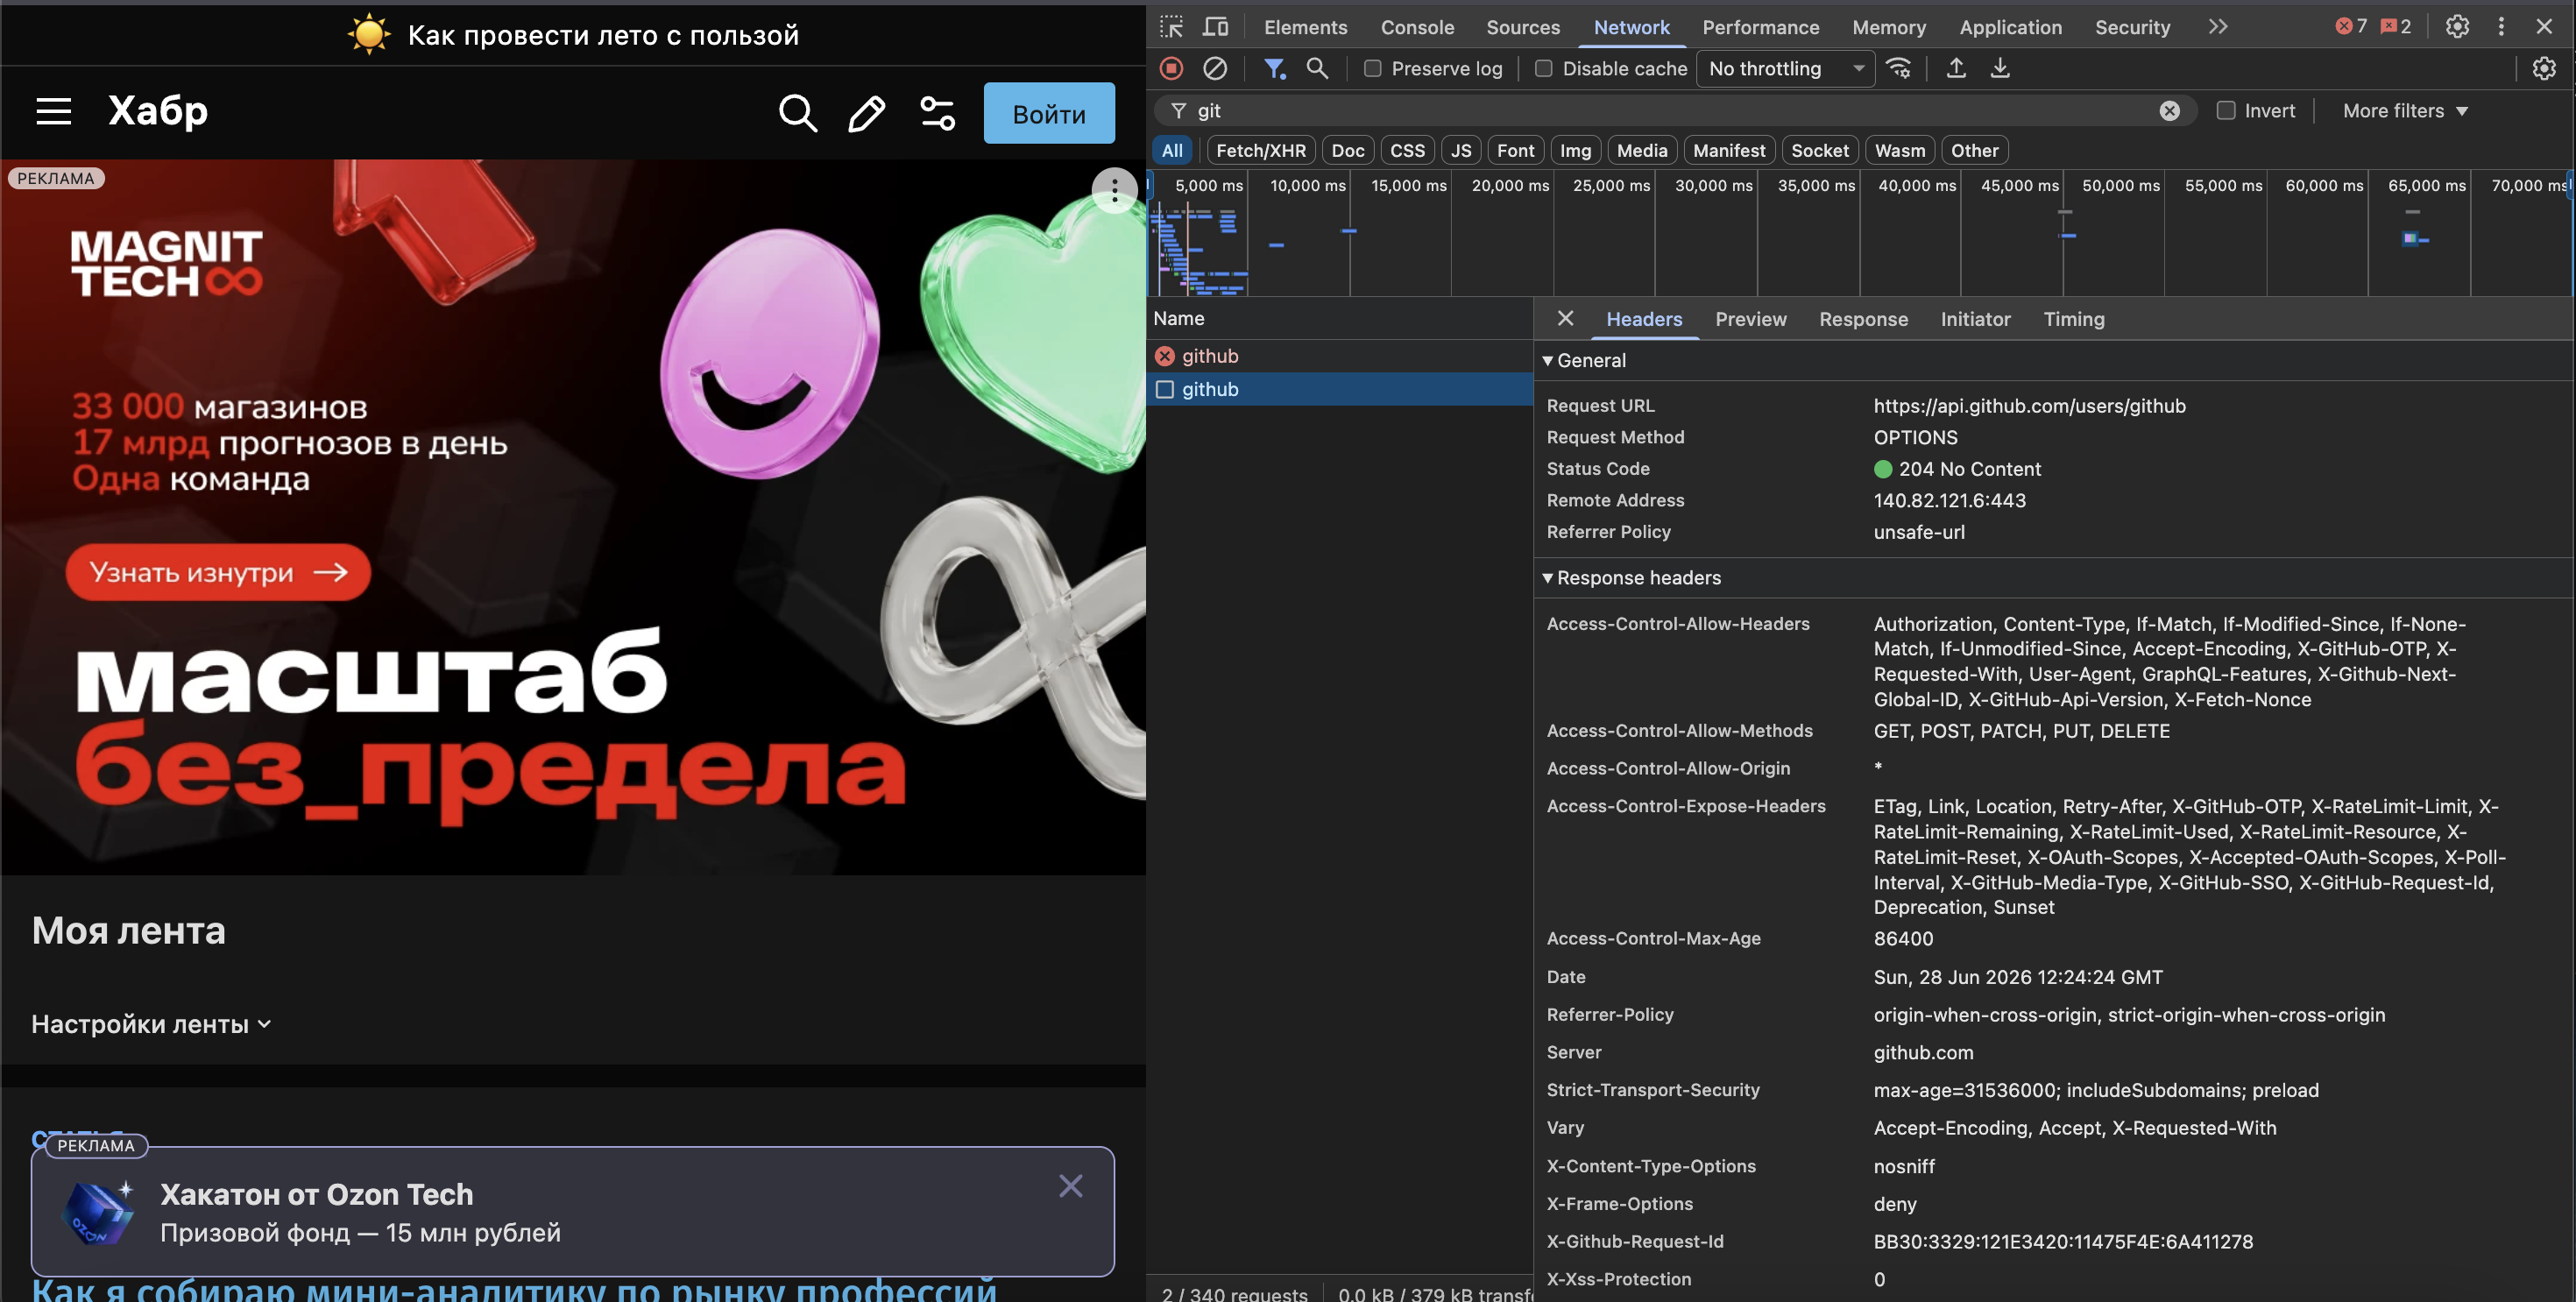 Как провести лето с пользой
Хабр
Войти
РЕКЛАМА
MAGNIT
TECH
33 000 магазинов
17 млрд прогнозов в день
Одна команда
Узнать изнутри →
масштаб
без_предела
Моя лента
Настройки ленты
РЕКЛАМА
Хакатон от Ozon Tech
Призовой фонд — 15 млн рублей
OZON
Как я собираю мини-аналитику по рынку профессий
Elements Console Sources Network Performance Memory Application Security 7 2
Preserve log Disable cache No throttling
git Invert More filters
All Fetch/XHR Doc CSS JS Font Img Media Manifest Socket Wasm Other
5,000 ms 10,000 ms 15,000 ms 20,000 ms 25,000 ms 30,000 ms 35,000 ms 40,000 ms 45,000 ms 50,000 ms 55,000 ms 60,000 ms 65,000 ms 70,000 ms
Name
github
github
2 / 340 requests 0.0 kB / 379 kB transfe
Headers Preview Response Initiator Timing
General
Request URL https://api.github.com/users/github
Request Method OPTIONS
Status Code 204 No Content
Remote Address 140.82.121.6:443
Referrer Policy unsafe-url
Response headers
Access-Control-Allow-Headers Authorization, Content-Type, If-Match, If-Modified-Since, If-None-
Match, If-Unmodified-Since, Accept-Encoding, X-GitHub-OTP, X-
Requested-With, User-Agent, GraphQL-Features, X-Github-Next-
Global-ID, X-GitHub-Api-Version, X-Fetch-Nonce
Access-Control-Allow-Methods GET, POST, PATCH, PUT, DELETE
Access-Control-Allow-Origin *
Access-Control-Expose-Headers ETag, Link, Location, Retry-After, X-GitHub-OTP, X-RateLimit-Limit, X-
RateLimit-Remaining, X-RateLimit-Used, X-RateLimit-Resource, X-
RateLimit-Reset, X-OAuth-Scopes, X-Accepted-OAuth-Scopes, X-Poll-
Interval, X-GitHub-Media-Type, X-GitHub-SSO, X-GitHub-Request-Id,
Deprecation, Sunset
Access-Control-Max-Age 86400
Date Sun, 28 Jun 2026 12:24:24 GMT
Referrer-Policy origin-when-cross-origin, strict-origin-when-cross-origin
Server github.com
Strict-Transport-Security max-age=31536000; includeSubdomains; preload
Vary Accept-Encoding, Accept, X-Requested-With
X-Content-Type-Options nosniff
X-Frame-Options deny
X-Github-Request-Id BB30:3329:121E3420:11475F4E:6A411278
X-Xss-Protection 0